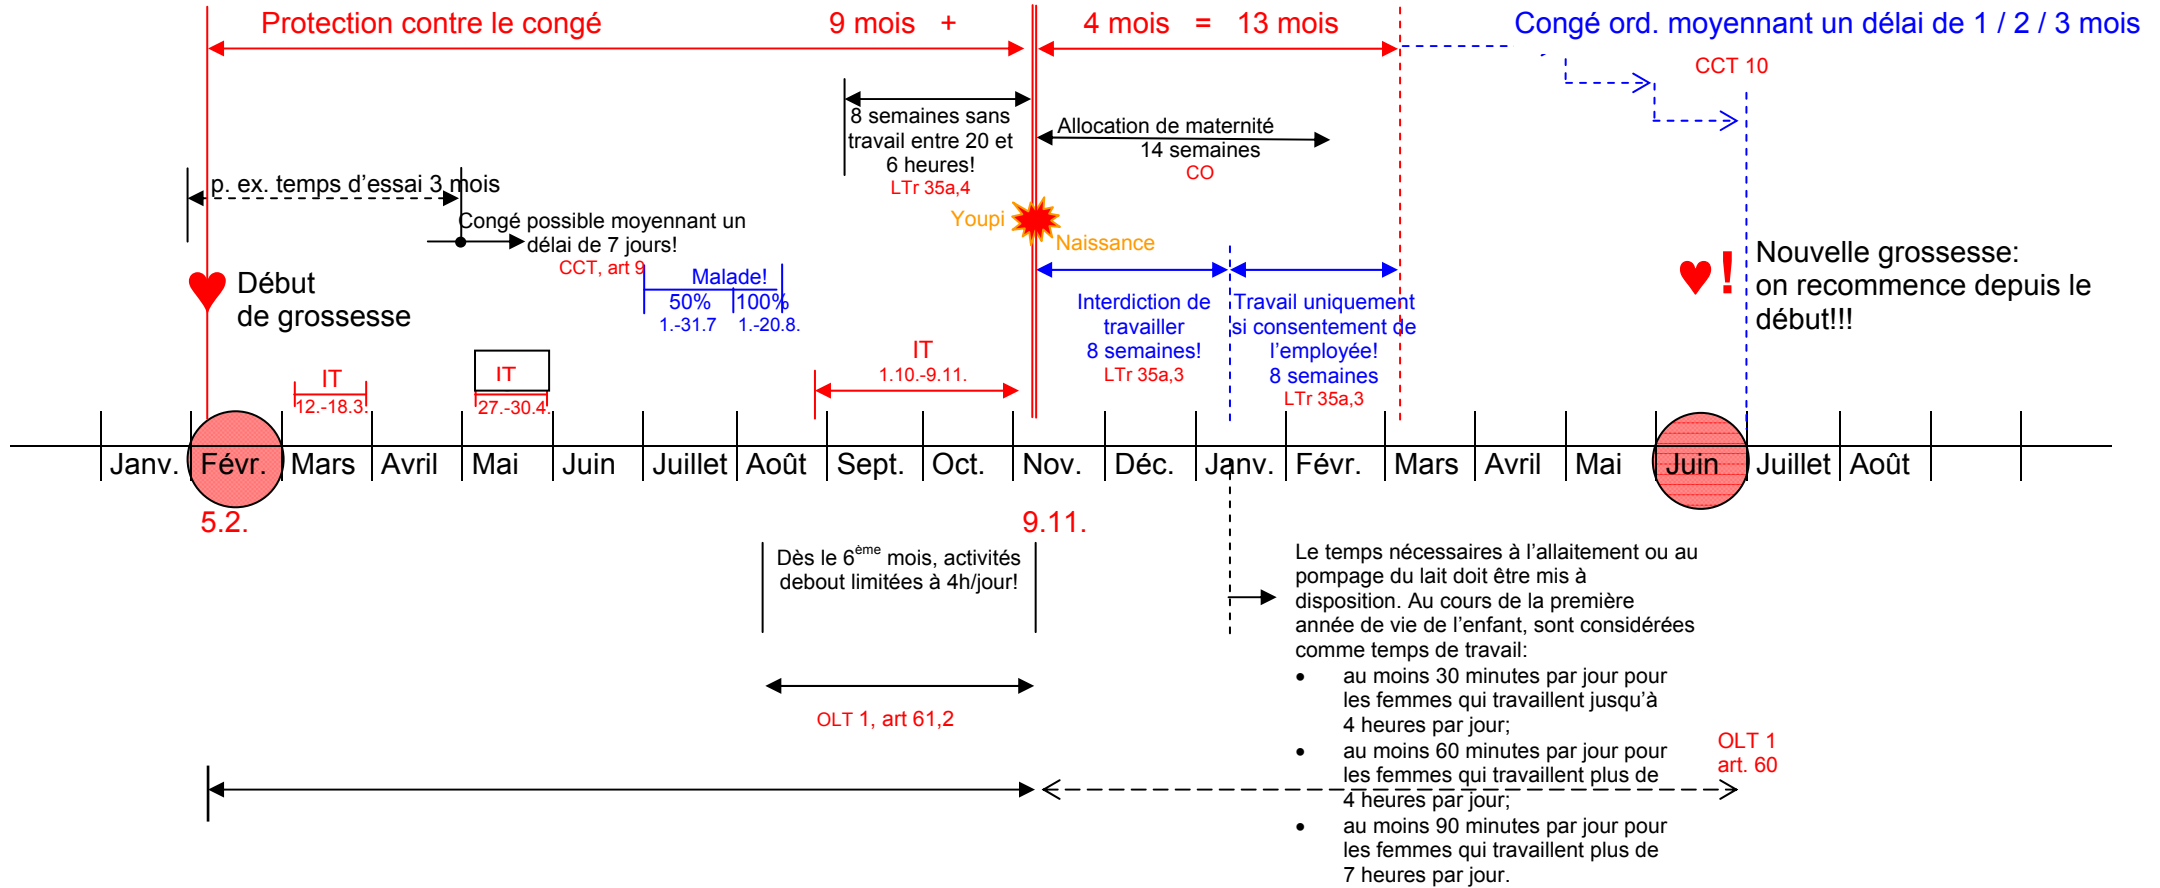 Protection contre le congé 9 mois + 4 mois = 13 mois
Congé ord. moyennant un délai de 1 / 2 / 3 mois
CCT 10
8 semaines sans
travail entre 20 et
6 heures!
LTr 35a,4
Allocation de maternité
14 semaines
CO
p. ex. temps d'essai 3 mois
Congé possible moyennant un
délai de 7 jours!
CCT, art 9
Youpi
Naissance
Début
de grossesse
Malade!
50% 100%
1.-31.7 1.-20.8.
Interdiction de
travailler
8 semaines!
LTr 35a,3
Travail uniquement
si consentement de
l'employée!
8 semaines
LTr 35a,3
♥! Nouvelle grossesse:
on recommence depuis le
début!!!
IT
12.-18.3.
IT
27.-30.4.
IT
1.10.-9.11.
Janv. Févr. Mars Avril Mai Juin Juillet Août Sept. Oct. Nov. Déc. Janv. Févr. Mars Avril Mai Juin Juillet Août
5.2.
9.11.
Dès le 6ème mois, activités
debout limitées à 4h/jour!
OLT 1, art 61,2
Le temps nécessaires à l'allaitement ou au
pompage du lait doit être mis à
disposition. Au cours de la première
année de vie de l'enfant, sont considérées
comme temps de travail:
• au moins 30 minutes par jour pour
les femmes qui travaillent jusqu'à
4 heures par jour;
• au moins 60 minutes par jour pour
les femmes qui travaillent plus de
4 heures par jour;
• au moins 90 minutes par jour pour
les femmes qui travaillent plus de
7 heures par jour.
OLT 1
art. 60